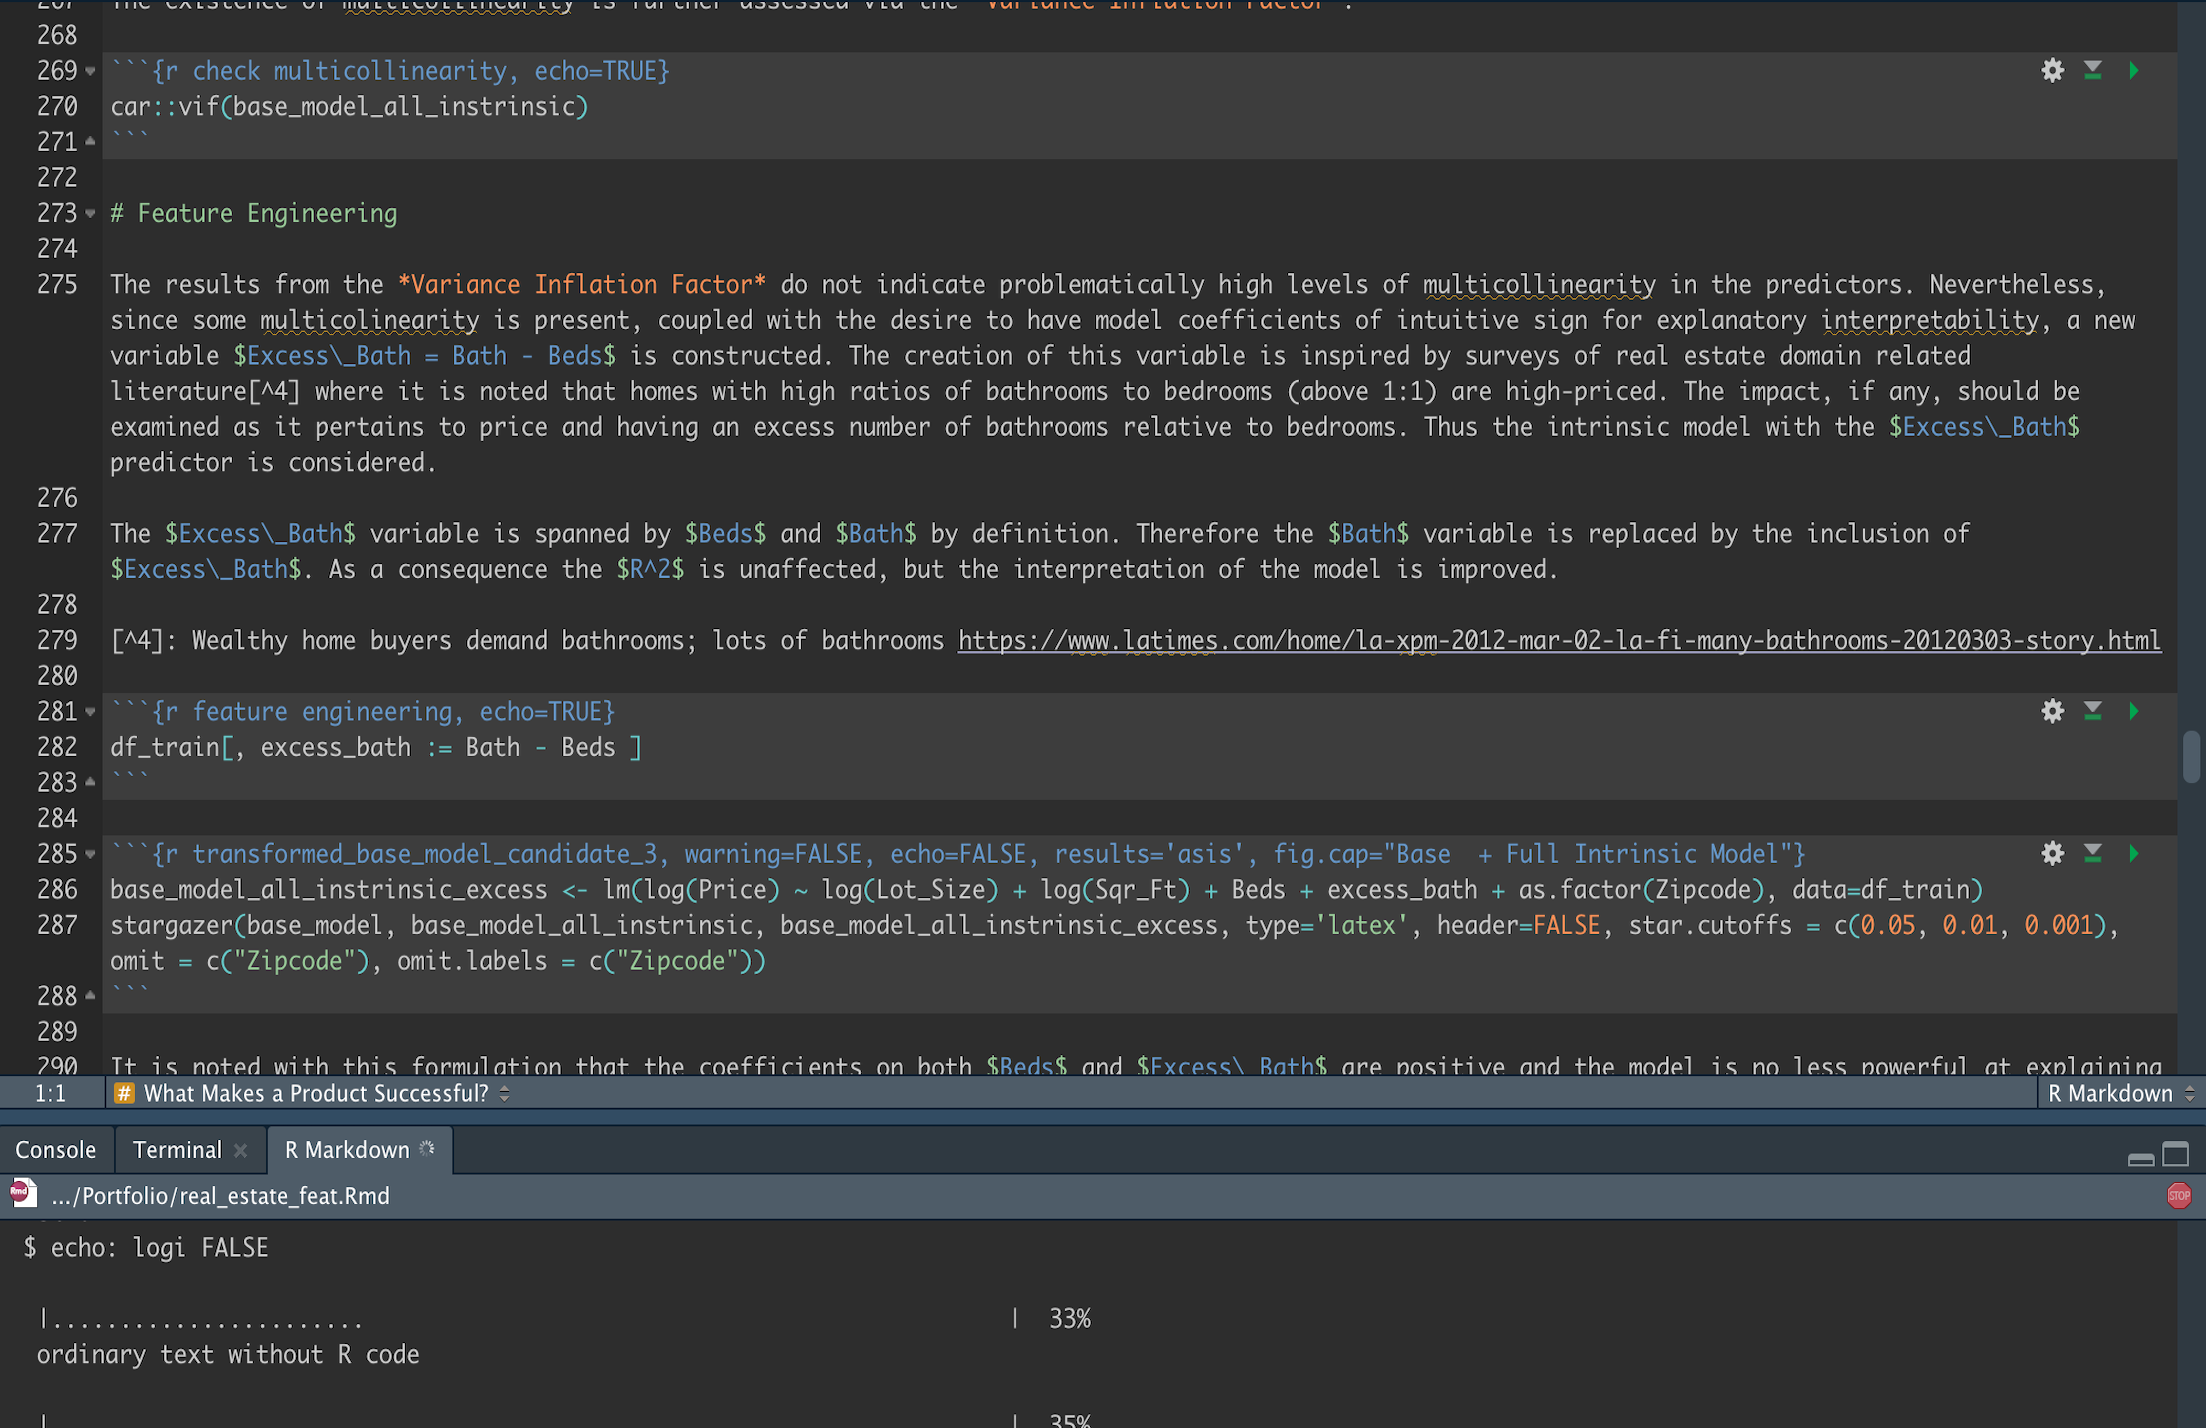 267 The existence of multicollinearity is further assessed via the *Variance Inflation Factor*.
268
269 ```{r check multicollinearity, echo=TRUE}
270 car::vif(base_model_all_instrinsic)
271 ```
272
273 # Feature Engineering
274
275 The results from the *Variance Inflation Factor* do not indicate problematically high levels of multicollinearity in the predictors. Nevertheless,
since some multicolinearity is present, coupled with the desire to have model coefficients of intuitive sign for explanatory interpretability, a new
variable $Excess\_Bath = Bath - Beds$ is constructed. The creation of this variable is inspired by surveys of real estate domain related
literature[^4] where it is noted that homes with high ratios of bathrooms to bedrooms (above 1:1) are high-priced. The impact, if any, should be
examined as it pertains to price and having an excess number of bathrooms relative to bedrooms. Thus the intrinsic model with the $Excess\_Bath$
predictor is considered.
276
277 The $Excess\_Bath$ variable is spanned by $Beds$ and $Bath$ by definition. Therefore the $Bath$ variable is replaced by the inclusion of
$Excess\_Bath$. As a consequence the $R^2$ is unaffected, but the interpretation of the model is improved.
278
279 [^4]: Wealthy home buyers demand bathrooms; lots of bathrooms https://www.latimes.com/home/la-xpm-2012-mar-02-la-fi-many-bathrooms-20120303-story.html
280
281 ```{r feature engineering, echo=TRUE}
282 df_train[, excess_bath := Bath - Beds ]
283 ```
284
285 ```{r transformed_base_model_candidate_3, warning=FALSE, echo=FALSE, results='asis', fig.cap="Base  + Full Intrinsic Model"}
286 base_model_all_instrinsic_excess <- lm(log(Price) ~ log(Lot_Size) + log(Sqr_Ft) + Beds + excess_bath + as.factor(Zipcode), data=df_train)
287 stargazer(base_model, base_model_all_instrinsic, base_model_all_instrinsic_excess, type='latex', header=FALSE, star.cutoffs = c(0.05, 0.01, 0.001),
omit = c("Zipcode"), omit.labels = c("Zipcode"))
288 ```
289
290 It is noted with this formulation that the coefficients on both $Beds$ and $Excess\_Bath$ are positive and the model is no less powerful at explaining
1:1 # What Makes a Product Successful? R Markdown
Console Terminal R Markdown
Rmd .../Portfolio/real_estate_feat.Rmd STOP
$ echo: logi FALSE
|....................... | 33%
ordinary text without R code
| | 35%